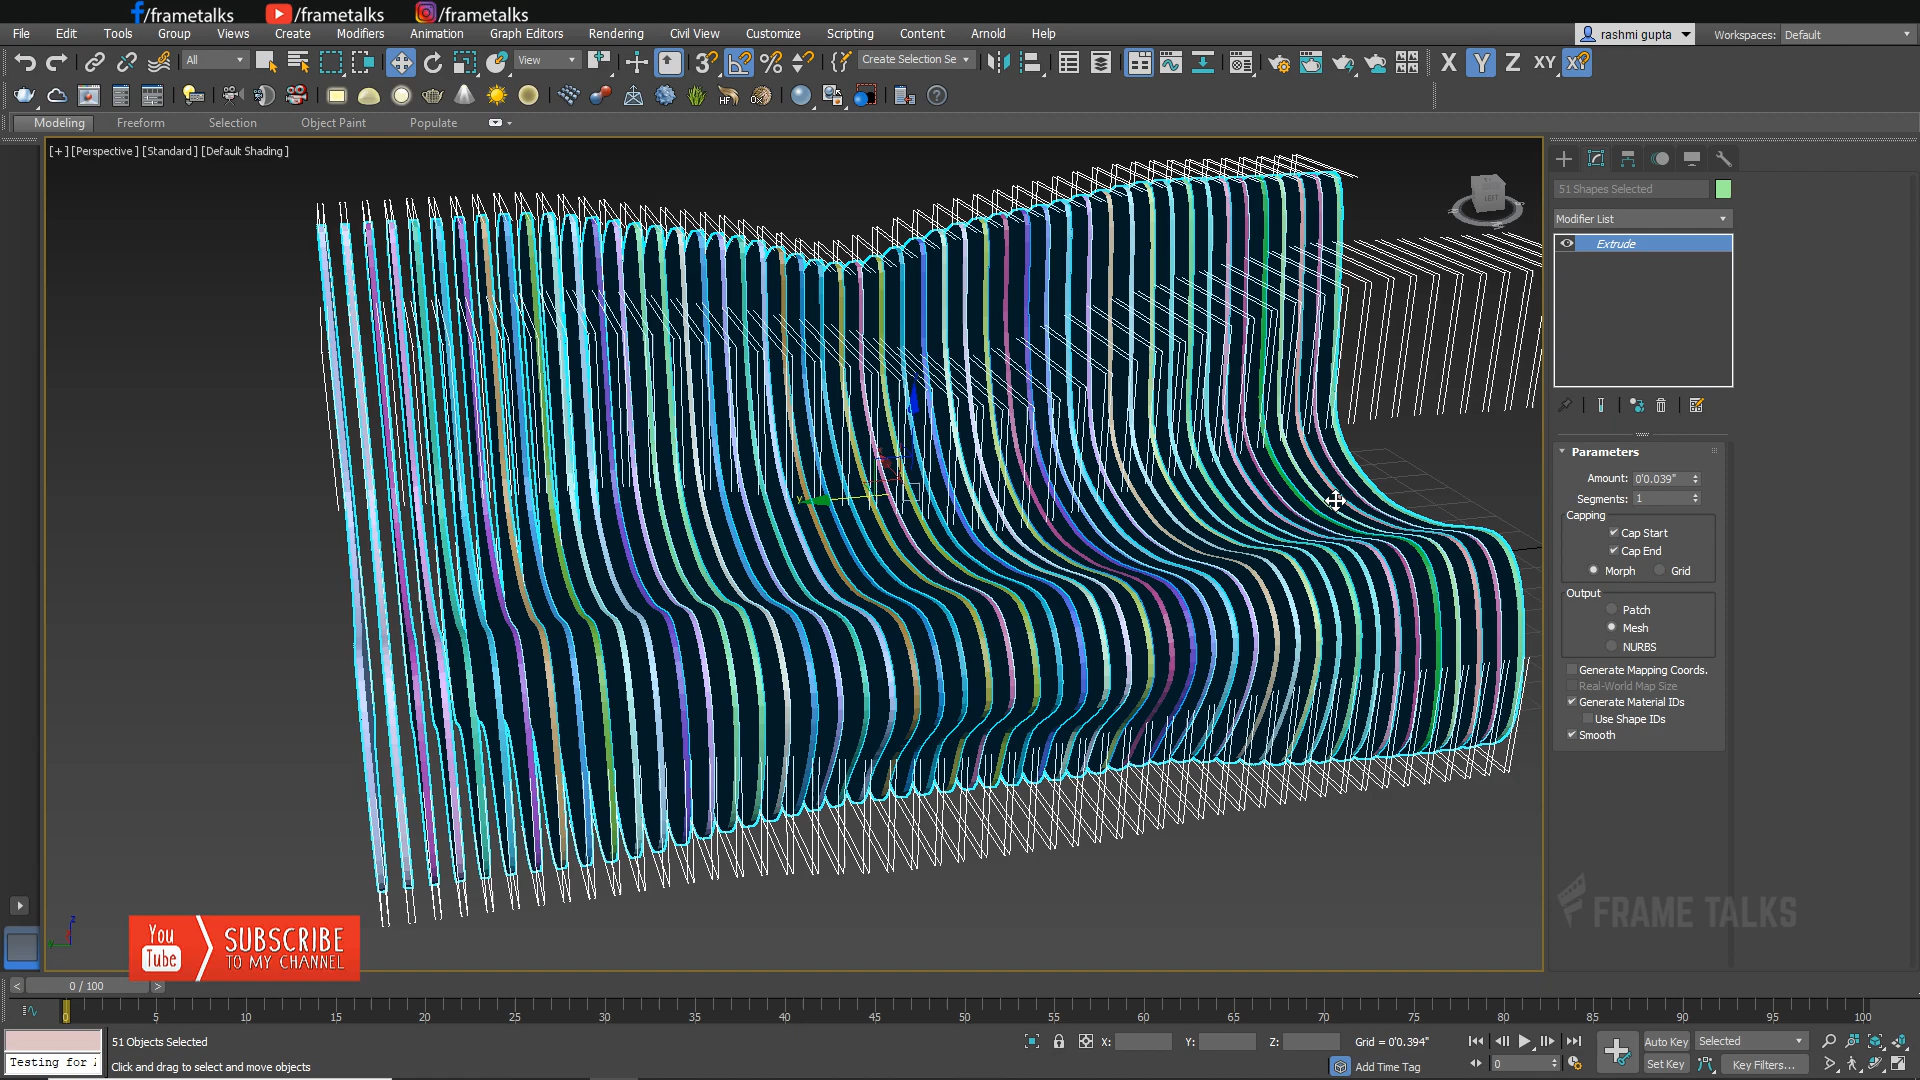 /frametalks
/frametalks
/frametalks
File Edit Tools Group Views Create Modifiers Animation Graph Editors Rendering Civil View Customize Scripting Content Arnold Help
rashmi gupta
Workspaces: Default
All
View
Create Selection Se
X Y Z XY XY
Modeling Freeform Selection Object Paint Populate
[+] [Perspective] [Standard] [Default Shading]
LEFT
51 Shapes Selected
Modifier List
Extrude
Parameters
Amount: 0'0.039"
Segments: 1
Capping
Cap Start
Cap End
Morph Grid
Output
Patch
Mesh
NURBS
Generate Mapping Coords.
Real-World Map Size
Generate Material IDs
Use Shape IDs
Smooth
y
FRAME TALKS
z
You
Tube
SUBSCRIBE
TO MY CHANNEL
< 0 / 100 >
0 5 10 15 20 25 30 35 40 45 50 55 60 65 70 75 80 85 90 95 100
51 Objects Selected
X: Y: Z: Grid = 0'0.394"
Auto Key Selected
Testing for
Click and drag to select and move objects
Add Time Tag
0
Set Key Key Filters...